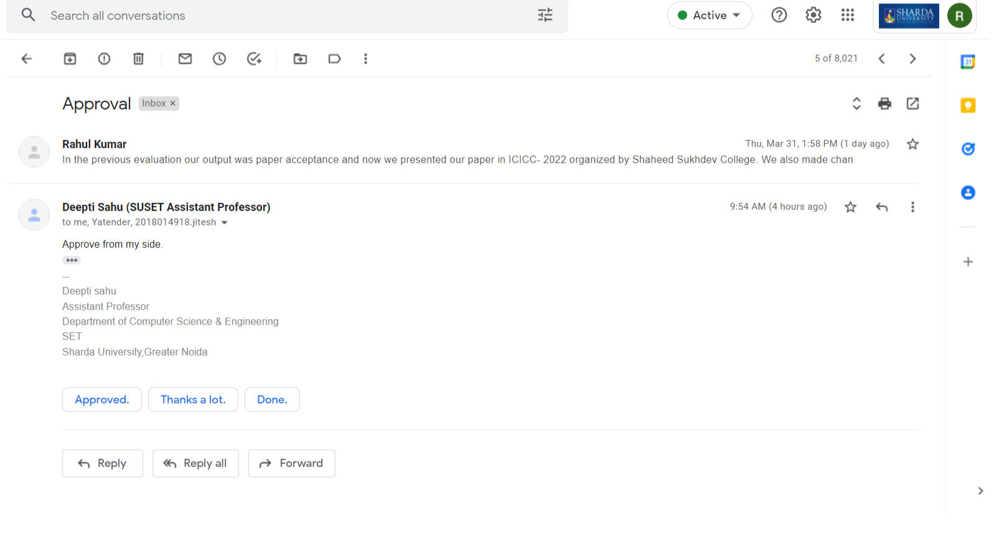 Search all conversations
Active
SHARDA
UNIVERSITY
R
5 of 8,021
31
Approval
Inbox ×
Rahul Kumar
Thu, Mar 31, 1:58 PM (1 day ago)
In the previous evaluation our output was paper acceptance and now we presented our paper in ICICC- 2022 organized by Shaheed Sukhdev College. We also made chan
Deepti Sahu (SUSET Assistant Professor)
9:54 AM (4 hours ago)
to me, Yatender, 2018014918.jitesh
Approve from my side.
--
Deepti sahu
Assistant Professor
Department of Computer Science & Engineering
SET
Sharda University,Greater Noida
Approved.
Thanks a lot.
Done.
Reply
Reply all
Forward